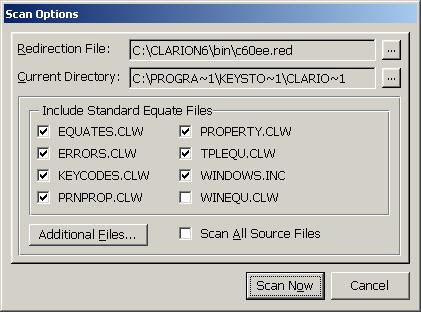 Scan Options
Redirection File: C:\CLARION6\bin\c60ee.red ...
Current Directory: C:\PROGRA~1\KEYSTO~1\CLARIO~1 ...
Include Standard Equate Files
EQUATES.CLW PROPERTY.CLW
ERRORS.CLW TPLEQU.CLW
KEYCODES.CLW WINDOWS.INC
PRNPROP.CLW WINEQU.CLW
Additional Files... Scan All Source Files
Scan Now Cancel